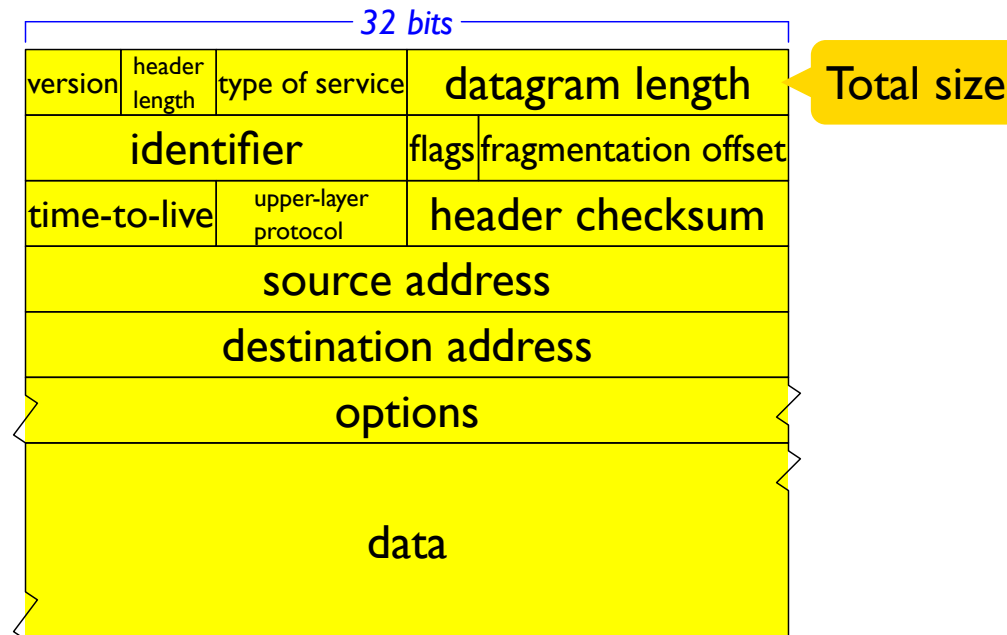 32 bits
version header length type of service datagram length Total size
identifier flags fragmentation offset
time-to-live upper-layer protocol header checksum
source address
destination address
options
data